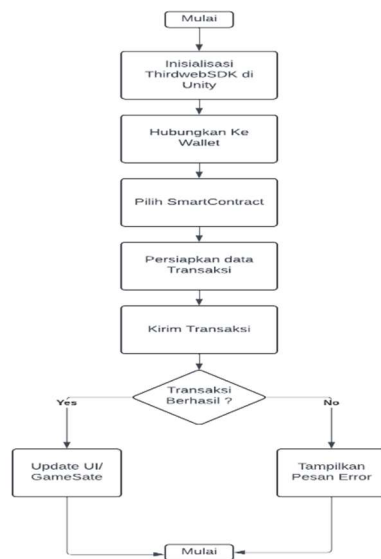 Mulai
Inisialisasi
ThirdwebSDK di
Unity
Hubungkan Ke
Wallet
Pilih SmartContract
Persiapkan data
Transaksi
Kirim Transaksi
Transaksi
Berhasil ?
Yes
No
Update UI/
GameSate
Tampilkan
Pesan Error
Mulai